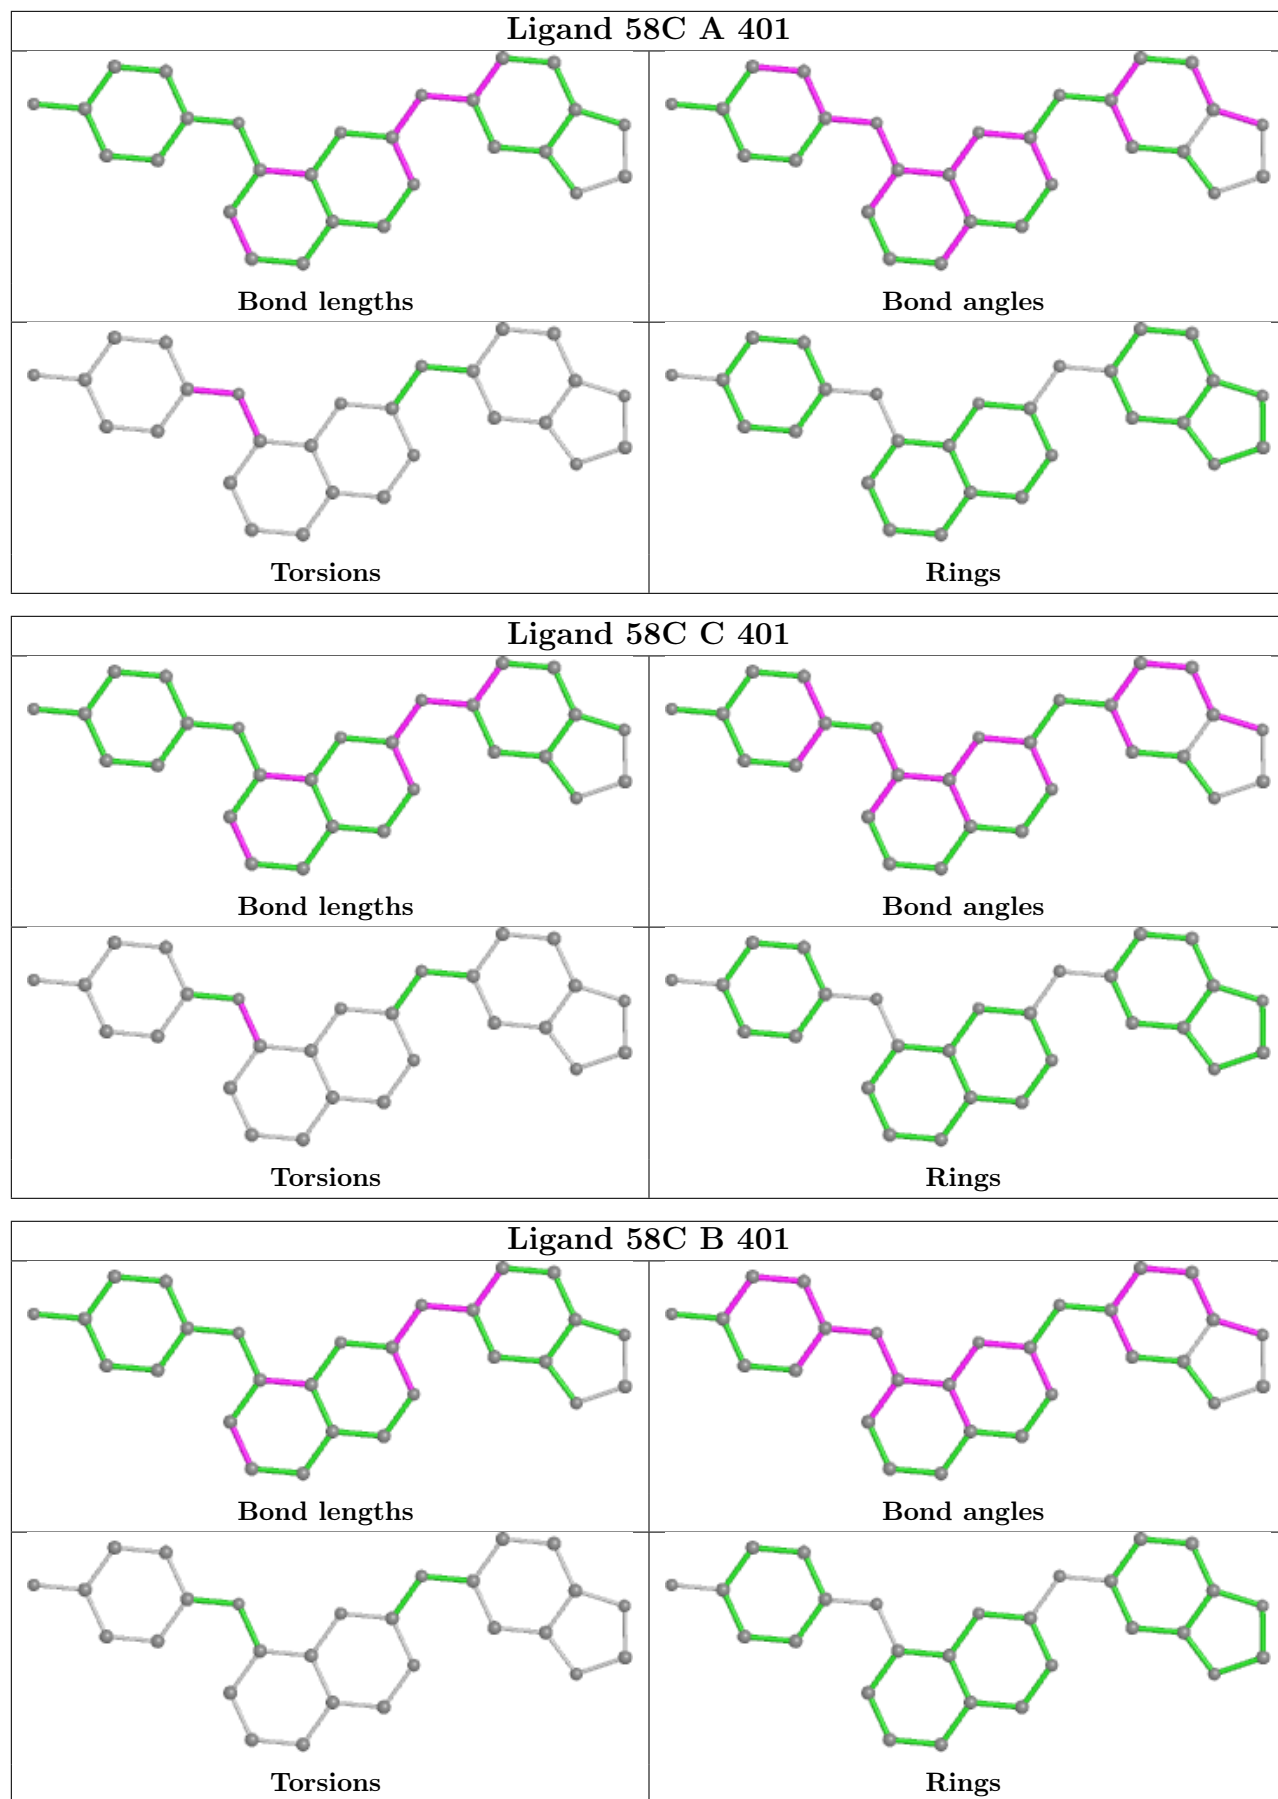 Ligand 58C A 401
Bond lengths
Bond angles
Torsions
Rings
Ligand 58C C 401
Bond lengths
Bond angles
Torsions
Rings
Ligand 58C B 401
Bond lengths
Bond angles
Torsions
Rings